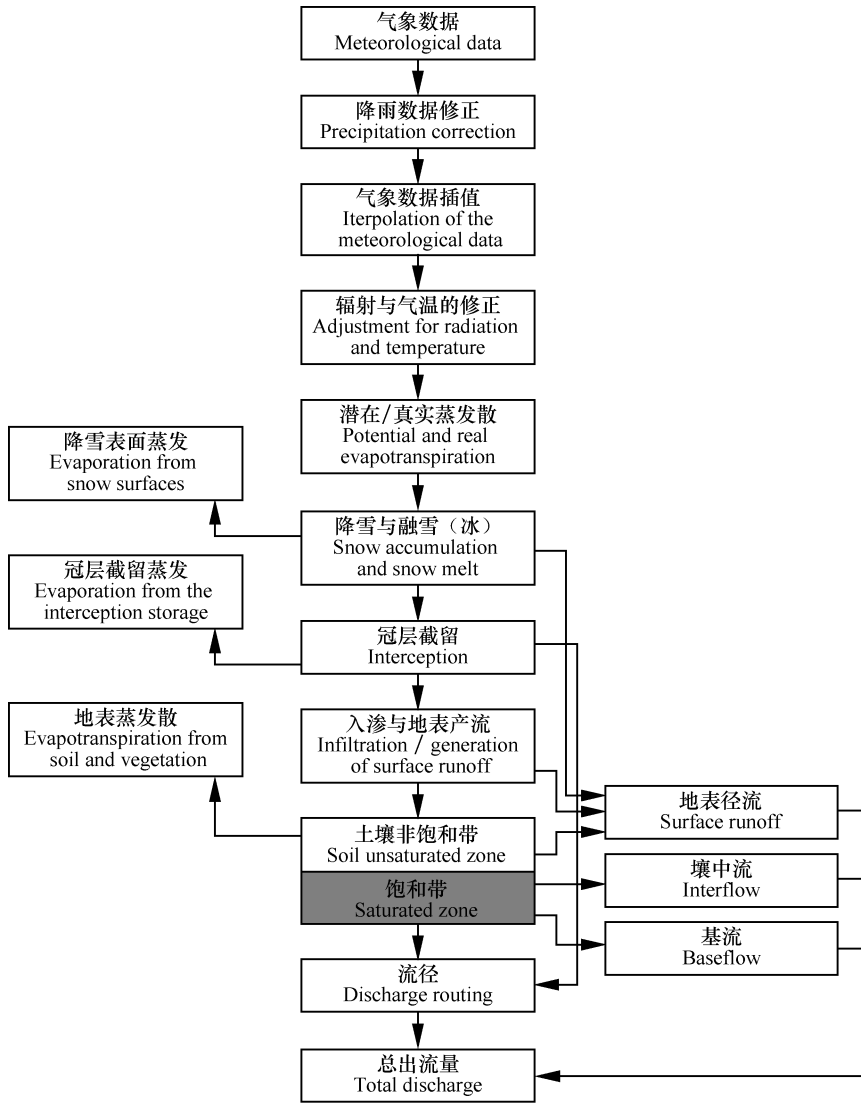 气象数据
Meteorological data
降雨数据修正
Precipitation correction
气象数据插值
Iterpolation of the
meteorological data
辐射与气温的修正
Adjustment for radiation
and temperature
潜在/真实蒸发散
Potential and real
evapotranspiration
降雪表面蒸发
Evaporation from
snow surfaces
降雪与融雪（冰）
Snow accumulation
and snow melt
冠层截留蒸发
Evaporation from the
interception storage
冠层截留
Interception
地表蒸发散
Evapotranspiration from
soil and vegetation
入渗与地表产流
Infiltration / generation
of surface runoff
地表径流
Surface runoff
土壤非饱和带
Soil unsaturated zone
壤中流
Interflow
饱和带
Saturated zone
基流
Baseflow
流径
Discharge routing
总出流量
Total discharge